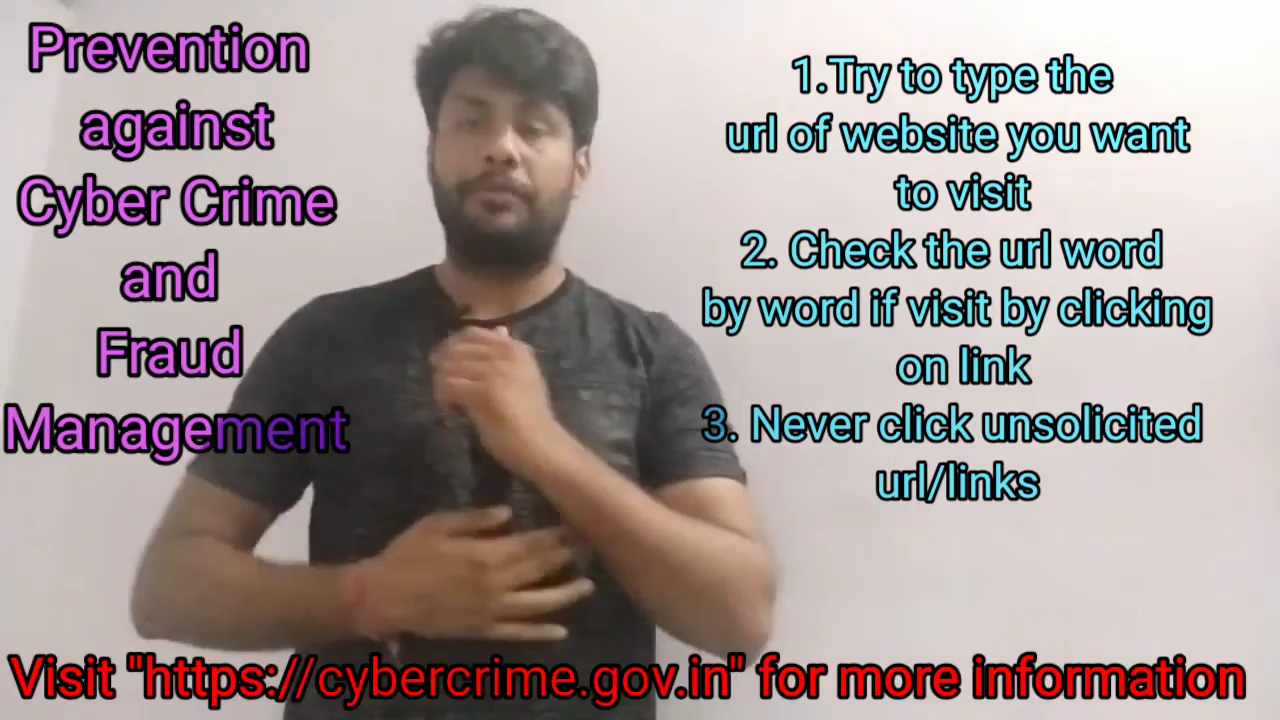 Prevention
against
Cyber Crime
and
Fraud
Management
1.Try to type the
url of website you want
to visit
2. Check the url word
by word if visit by clicking
on link
3. Never click unsolicited
url/links
Visit "https://cybercrime.gov.in" for more information